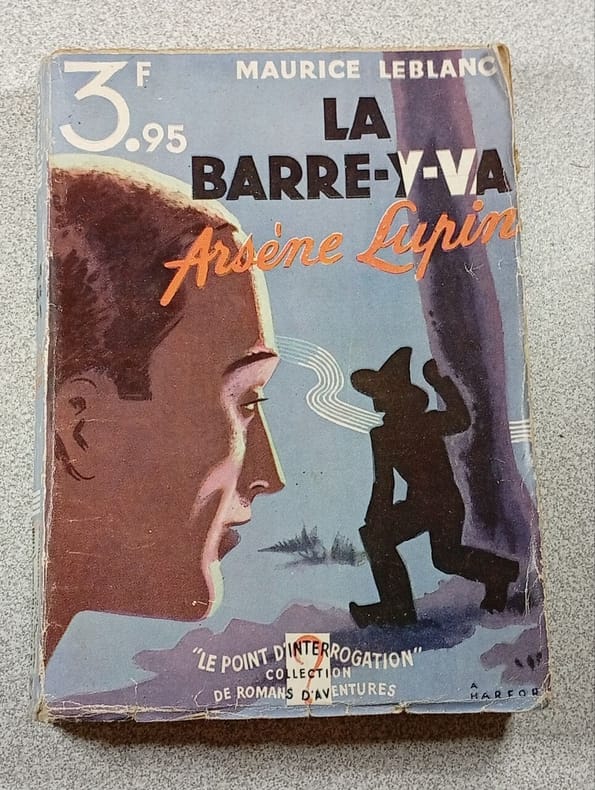 3F.95
MAURICE LEBLANC
LA
BARRE-Y-VA
Arsène Lupin
"LE POINT D'INTERROGATION"
?
COLLECTION
DE ROMANS D'AVENTURES
A
HARFOR